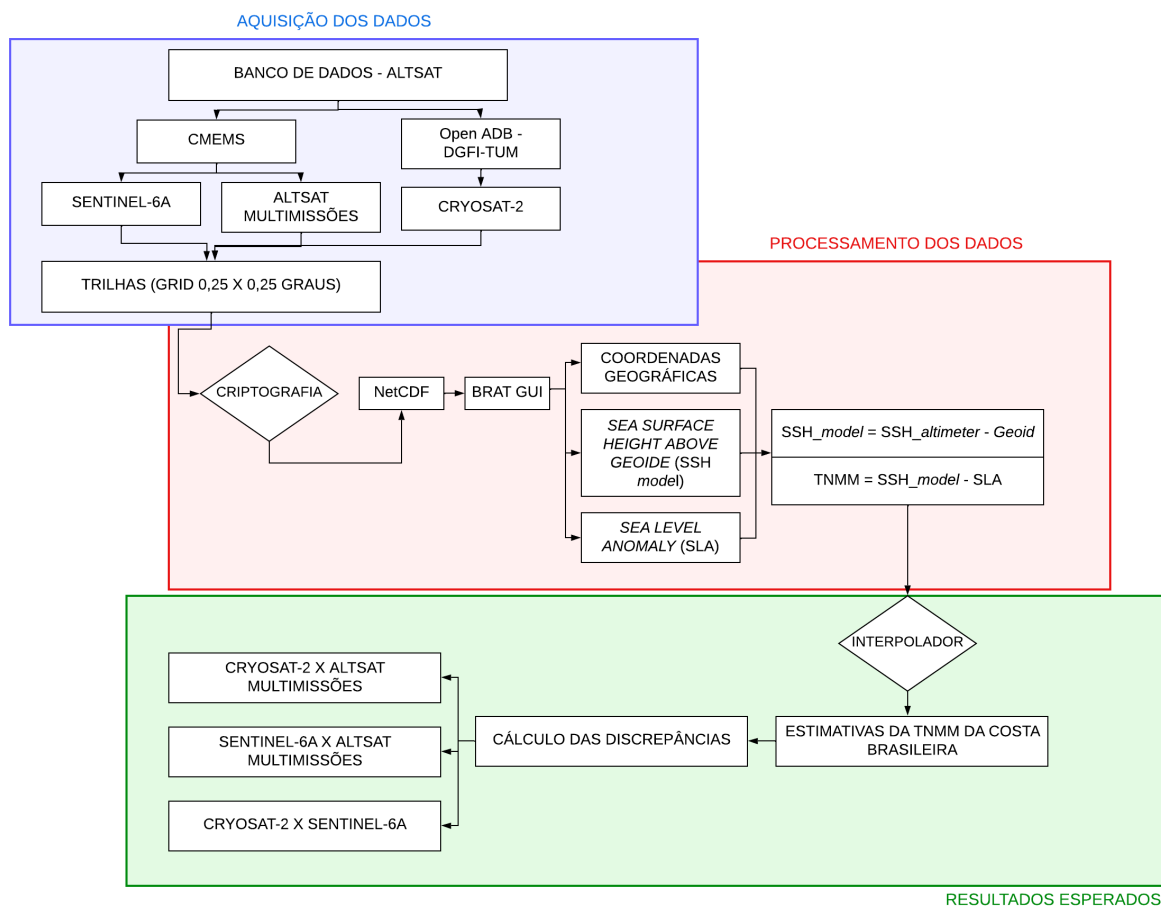 AQUISIÇÃO DOS DADOS
BANCO DE DADOS - ALTSAT
CMEMS
Open ADB -
DGFI-TUM
SENTINEL-6A
ALTSAT
MULTIMISSÕES
CRYOSAT-2
TRILHAS (GRID 0,25 X 0,25 GRAUS)
PROCESSAMENTO DOS DADOS
CRIPTOGRAFIA
NetCDF
BRAT GUI
COORDENADAS
GEOGRÁFICAS
SEA SURFACE
HEIGHT ABOVE
GEOIDE (SSH
model)
SEA LEVEL
ANOMALY (SLA)
SSH_model = SSH_altimeter - Geoid
TNMM = SSH_model - SLA
INTERPOLADOR
ESTIMATIVAS DA TNMM DA COSTA
BRASILEIRA
CÁLCULO DAS DISCREPÂNCIAS
CRYOSAT-2 X ALTSAT
MULTIMISSÕES
SENTINEL-6A X ALTSAT
MULTIMISSÕES
CRYOSAT-2 X SENTINEL-6A
RESULTADOS ESPERADOS